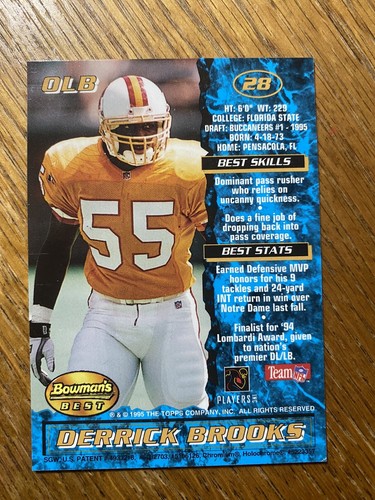 OLB
28
HT: 6'0" WT: 229
COLLEGE: FLORIDA STATE
DRAFT: BUCCANEERS #1 - 1995
BORN: 4-18-73
HOME: PENSACOLA, FL
BEST SKILLS
Dominant pass rusher
who relies on
uncanny quickness.
•
Does a fine job of
dropping back into
pass coverage.
BEST STATS
Earned Defensive MVP
honors for his 9
tackles and 24-yard
INT return in win over
Notre Dame last fall.
•
Finalist for '94
Lombardi Award, given
to nation's
premier DL/LB.
55
Bowman's
BEST
PLAYERS INC
Team NFL
® & © 1995 THE TOPPS COMPANY, INC. ALL RIGHTS RESERVED
DERRICK BROOKS
U.S. PATENT